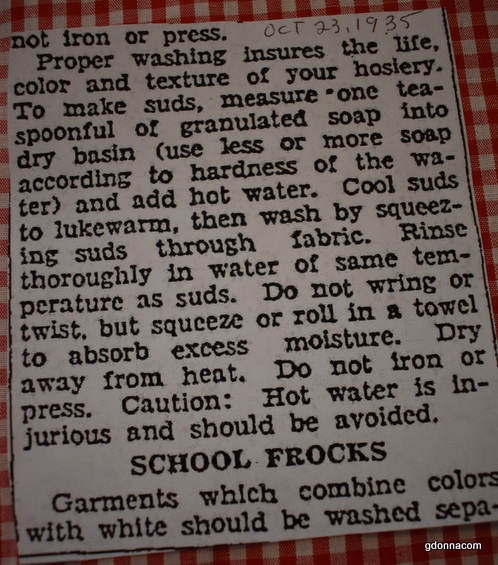 OCT 23, 1935
not iron or press.
Proper washing insures the life,
color and texture of your hosiery.
To make suds, measure one tea-
spoonful of granulated soap into
dry basin (use less or more soap
according to hardness of the wa-
ter) and add hot water. Cool suds
to lukewarm, then wash by squeez-
ing suds through fabric. Rinse
thoroughly in water of same tem-
perature as suds. Do not wring or
twist, but squeeze or roll in a towel
to absorb excess moisture. Dry
away from heat. Do not iron or
press. Caution: Hot water is in-
jurious and should be avoided.
SCHOOL FROCKS
Garments which combine colors
with white should be washed sepa-
gdonnacom